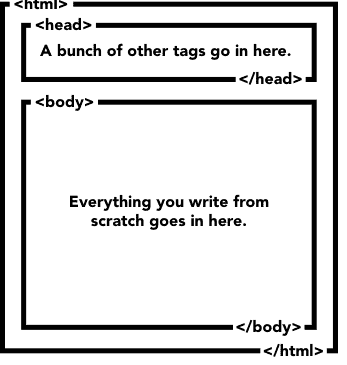 <html>
<head>
A bunch of other tags go in here.
</head>
<body>
Everything you write from
scratch goes in here.
</body>
</html>